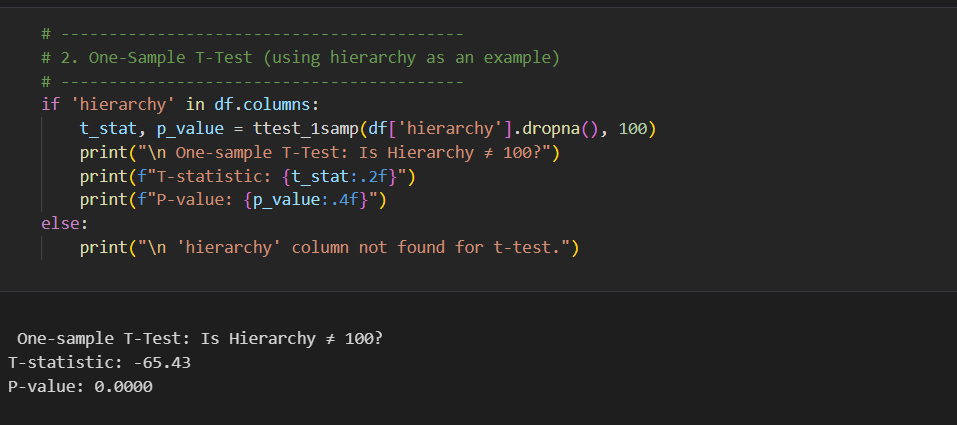 # ------------------------------------------
# 2. One-Sample T-Test (using hierarchy as an example)
# ------------------------------------------
if 'hierarchy' in df.columns:
    t_stat, p_value = ttest_1samp(df['hierarchy'].dropna(), 100)
    print("\n One-sample T-Test: Is Hierarchy ≠ 100?")
    print(f"T-statistic: {t_stat:.2f}")
    print(f"P-value: {p_value:.4f}")
else:
    print("\n 'hierarchy' column not found for t-test.")
 One-sample T-Test: Is Hierarchy ≠ 100?
T-statistic: -65.43
P-value: 0.0000